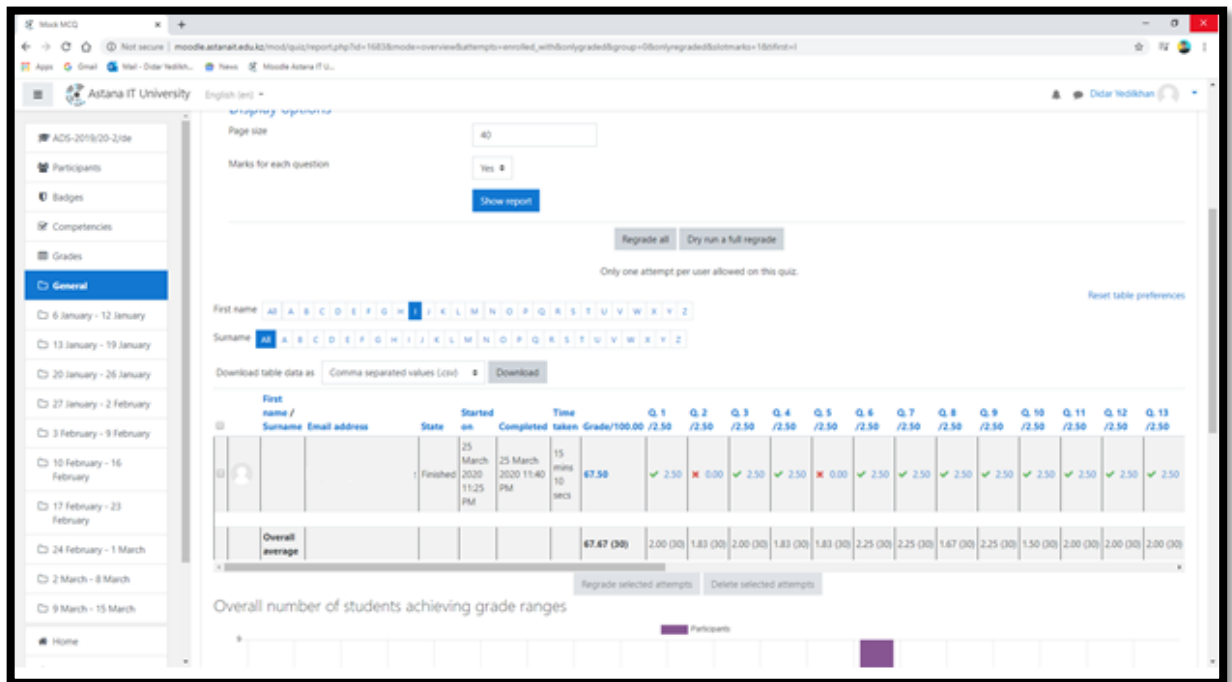 Mock MCQ
Not secure | moodle.astanait.edu.kz/mod/quiz/report.php?id=1683&mode=overview&attempts=enrolled_with&onlygraded&group=0&onlyregraded&slotmarks=1&tifirst=I
Apps Gmail Mail - Didar Yedilkh... News Moodle Astana IT U...
Astana IT University English (en) Didar Yedilkhan
Display options
ADS-2019/20-2/de
Participants
Badges
Competencies
Grades
General
6 January - 12 January
13 January - 19 January
20 January - 26 January
27 January - 2 February
3 February - 9 February
10 February - 16
February
17 February - 23
February
24 February - 1 March
2 March - 8 March
9 March - 15 March
Home
Page size 40
Marks for each question Yes
Show report
Regrade all Dry run a full regrade
Only one attempt per user allowed on this quiz.
Reset table preferences
First name All A B C D E F G H I J K L M N O P Q R S T U V W X Y Z
Surname All A B C D E F G H I J K L M N O P Q R S T U V W X Y Z
Download table data as Comma separated values (.csv) Download
First
name / Started Time Q. 1 Q. 2 Q. 3 Q. 4 Q. 5 Q. 6 Q. 7 Q. 8 Q. 9 Q. 10 Q. 11 Q. 12 Q. 13
Surname Email address State on Completed taken Grade/100.00 /2.50 /2.50 /2.50 /2.50 /2.50 /2.50 /2.50 /2.50 /2.50 /2.50 /2.50 /2.50 /2.50
Finished 25 March 2020 11:25 PM 25 March 2020 11:40 PM 15 mins 10 secs 67.50 2.50 0.00 2.50 2.50 0.00 2.50 2.50 2.50 2.50 2.50 2.50 2.50 2.50
Overall average 67.67 (30) 2.00 (30) 1.83 (30) 2.00 (30) 1.83 (30) 1.83 (30) 2.25 (30) 2.25 (30) 1.67 (30) 2.25 (30) 1.50 (30) 2.00 (30) 2.00 (30) 2.00 (30)
Regrade selected attempts Delete selected attempts
Overall number of students achieving grade ranges
Participants
9